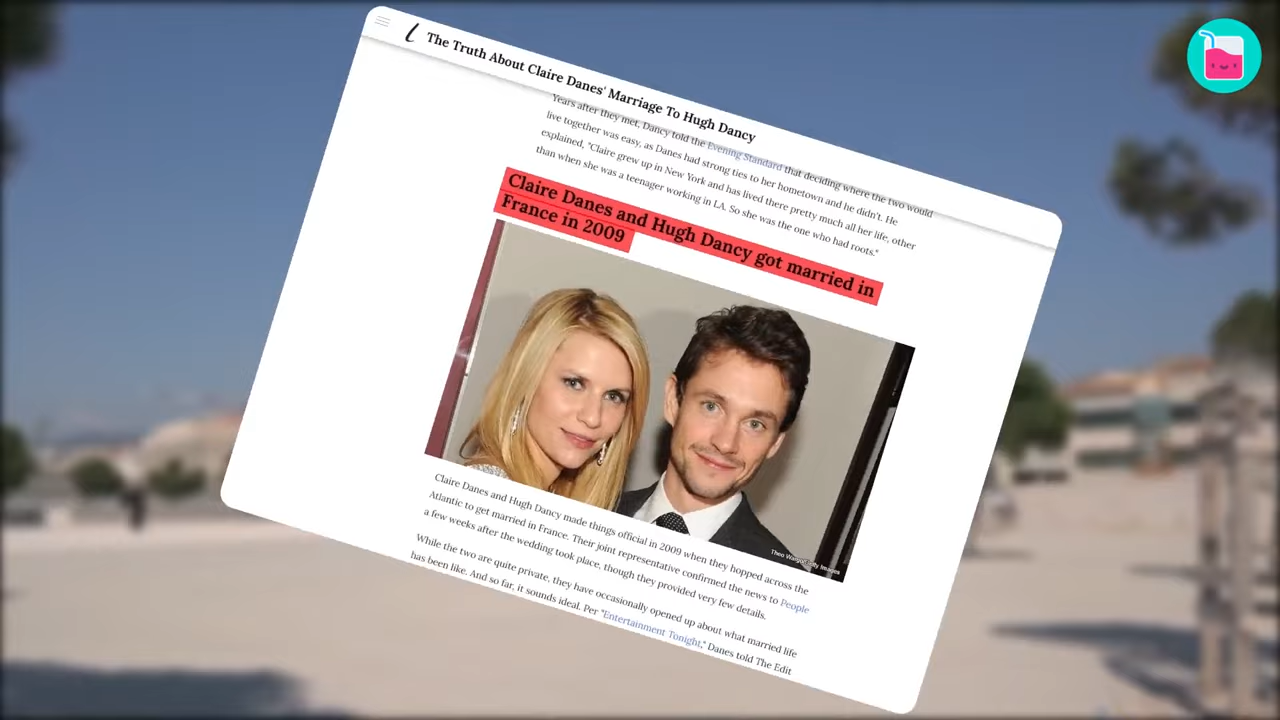 The Truth About Claire Danes' Marriage To Hugh Dancy
Years after they met, Dancy told the Evening Standard that deciding where the two would
live together was easy, as Danes had strong ties to her hometown and he didn't. He
explained, "Claire grew up in New York and has lived there pretty much all her life, other
than when she was a teenager working in LA. So she was the one who had roots."
Claire Danes and Hugh Dancy got married in
France in 2009
Theo Wargo/Getty Images
Claire Danes and Hugh Dancy made things official in 2009 when they hopped across the
Atlantic to get married in France. Their joint representative confirmed the news to People
a few weeks after the wedding took place, though they provided very few details.
While the two are quite private, they have occasionally opened up about what married life
has been like. And so far, it sounds ideal. Per "Entertainment Tonight," Danes told The Edit